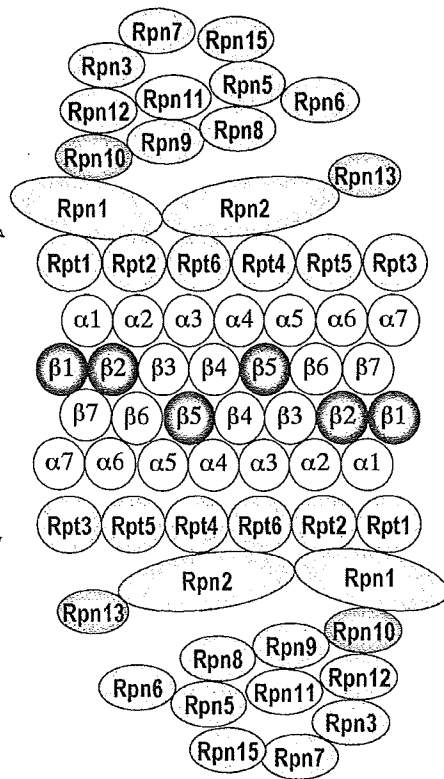 Rpn7 Rpn15
Rpn3
Rpn5
Rpn11 Rpn6
Rpn12
Rpn9 Rpn8
Rpn10
Rpn13
Rpn1 Rpn2
Rpt1 Rpt2 Rpt6 Rpt4 Rpt5 Rpt3
α1 α2 α3 α4 α5 α6 α7
β1 β2 β3 β4 β5 β6 β7
β7 β6 β5 β4 β3 β2 β1
α7 α6 α5 α4 α3 α2 α1
Rpt3 Rpt5 Rpt4 Rpt6 Rpt2 Rpt1
Rpn2 Rpn1
Rpn13
Rpn10
Rpn8 Rpn9
Rpn12
Rpn6 Rpn11
Rpn5
Rpn3
Rpn15 Rpn7